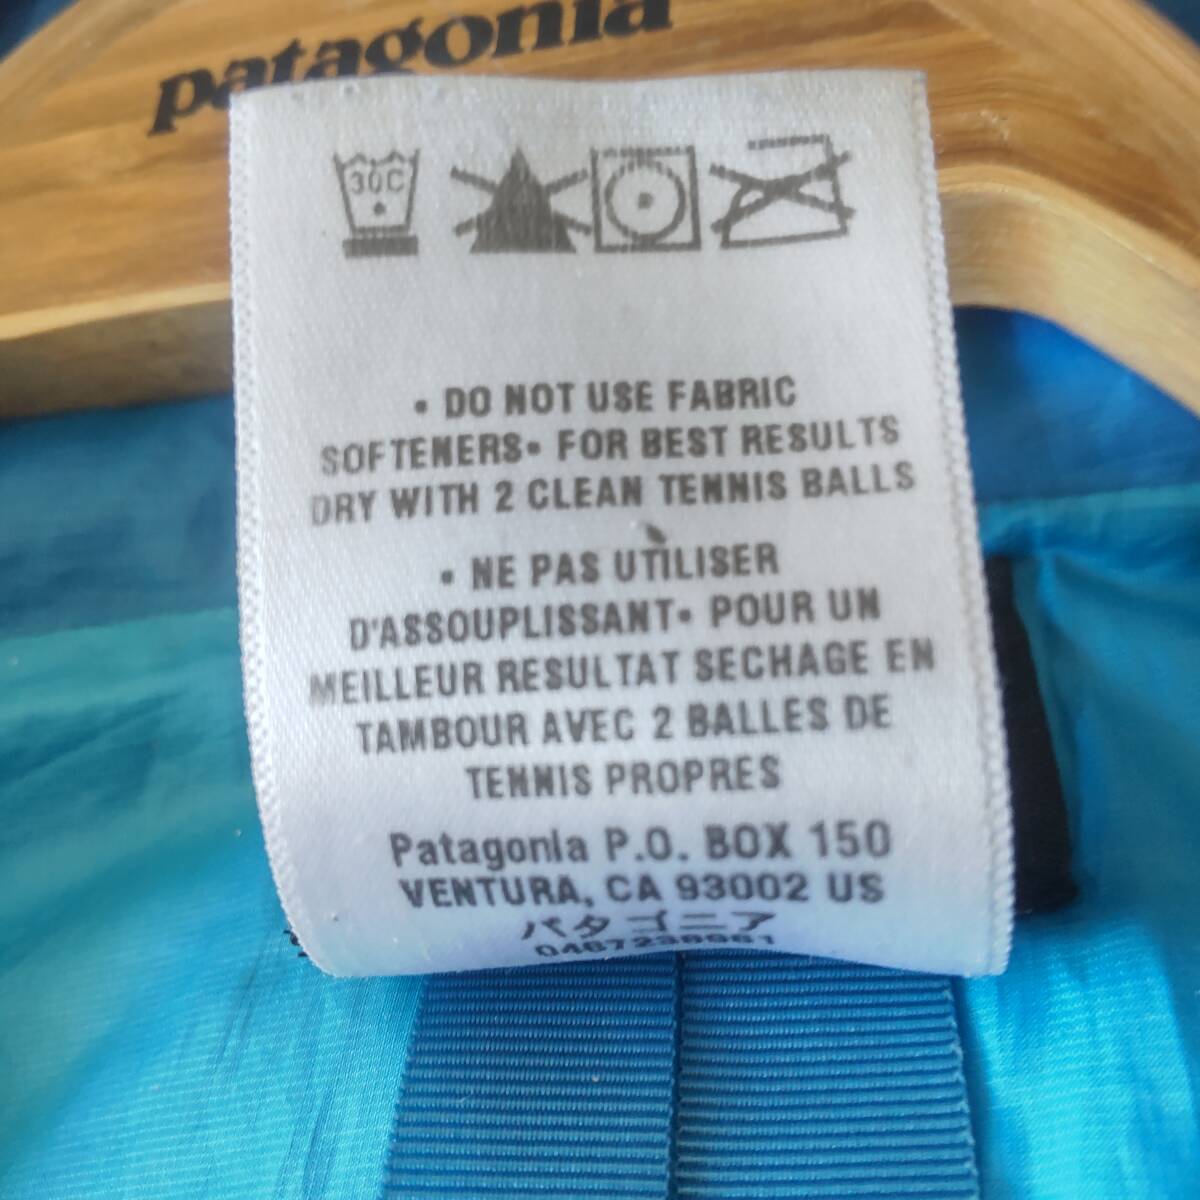 patagonia
30C
• DO NOT USE FABRIC
SOFTENERS• FOR BEST RESULTS
DRY WITH 2 CLEAN TENNIS BALLS
• NE PAS UTILISER
D'ASSOUPLISSANT• POUR UN
MEILLEUR RESULTAT SECHAGE EN
TAMBOUR AVEC 2 BALLES DE
TENNIS PROPRES
Patagonia P.O. BOX 150
VENTURA, CA 93002 US
パタゴニア